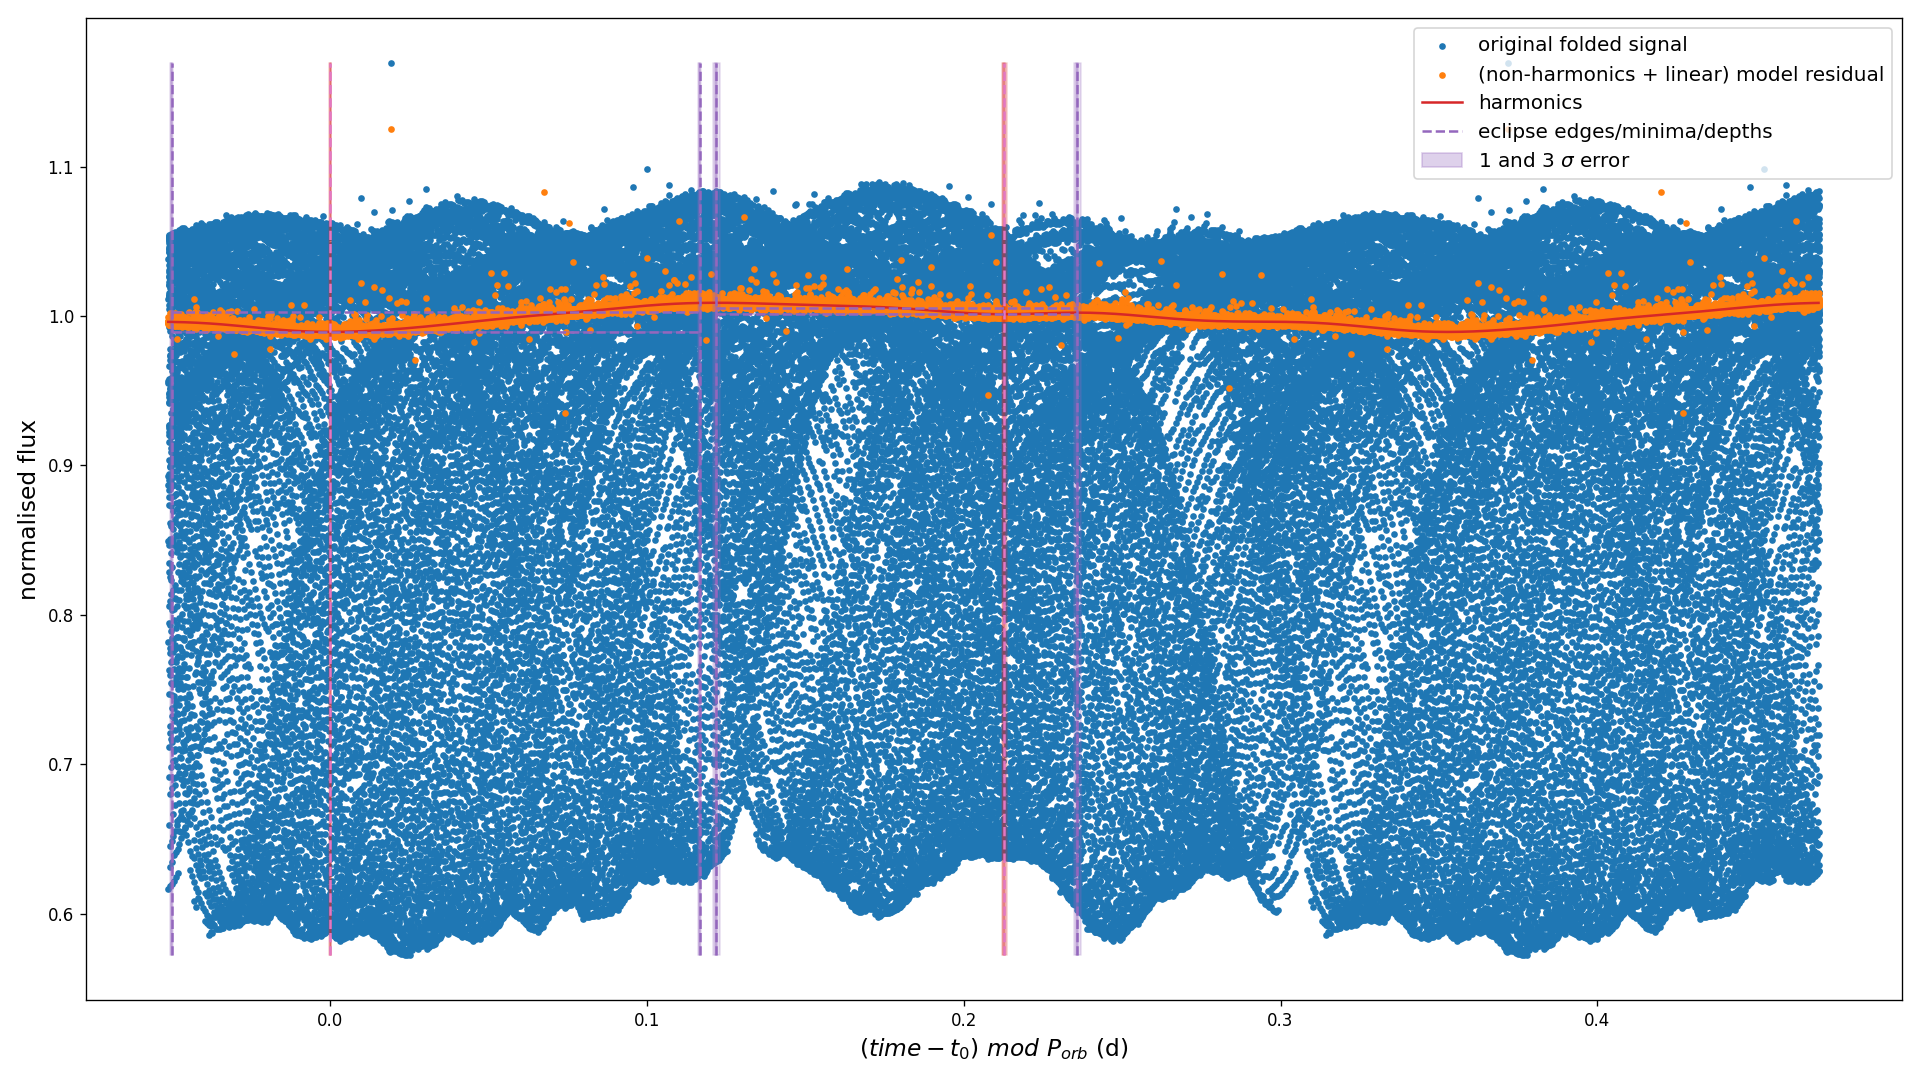 original folded signal
(non-harmonics + linear) model residual
harmonics
eclipse edges/minima/depths
1 and 3 σ error
normalised flux
1.1
1.0
0.9
0.8
0.7
0.6
0.0
0.1
0.2
0.3
0.4
(time − t₀) mod Pₒᵣb (d)